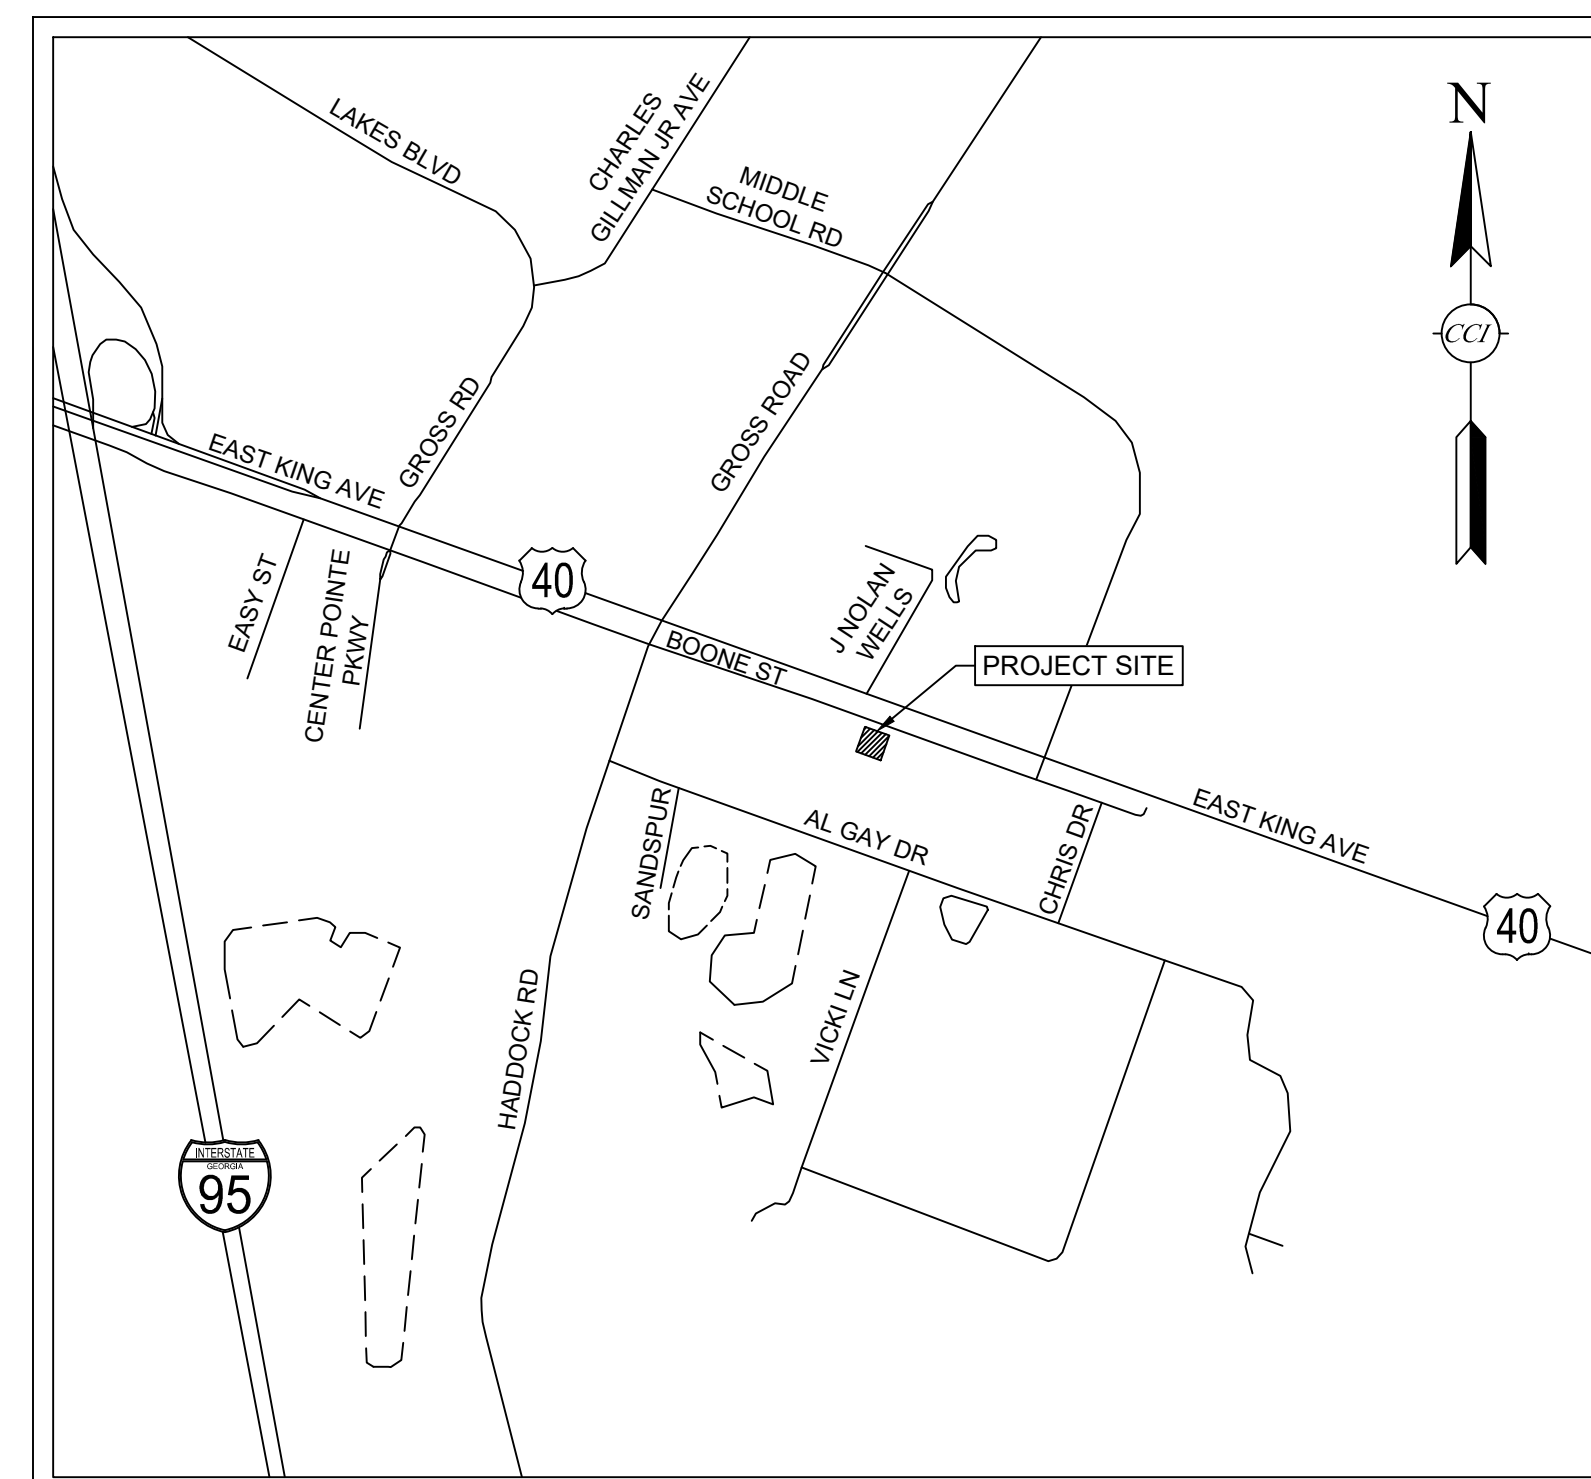 LAKES BLVD
CHARLES
GILLMAN JR AVE
MIDDLE
SCHOOL RD
N
CCI
GROSS RD
GROSS ROAD
EAST KING AVE
EASY ST
CENTER POINTE
PKWY
40
BOONE ST
J NOLAN
WELLS
PROJECT SITE
SANDSPUR
AL GAY DR
CHRIS DR
EAST KING AVE
40
HADDOCK RD
VICKI LN
INTERSTATE
GEORGIA
95